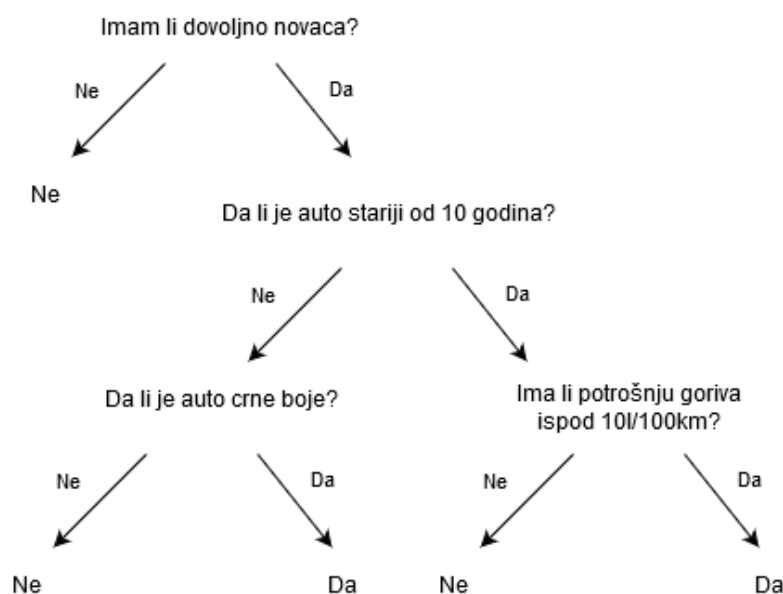 Imam li dovoljno novaca?
Ne
Da
Ne
Da li je auto stariji od 10 godina?
Ne
Da
Da li je auto crne boje?
Ima li potrošnju goriva
ispod 10l/100km?
Ne
Da
Ne
Da
Ne
Da
Ne
Da